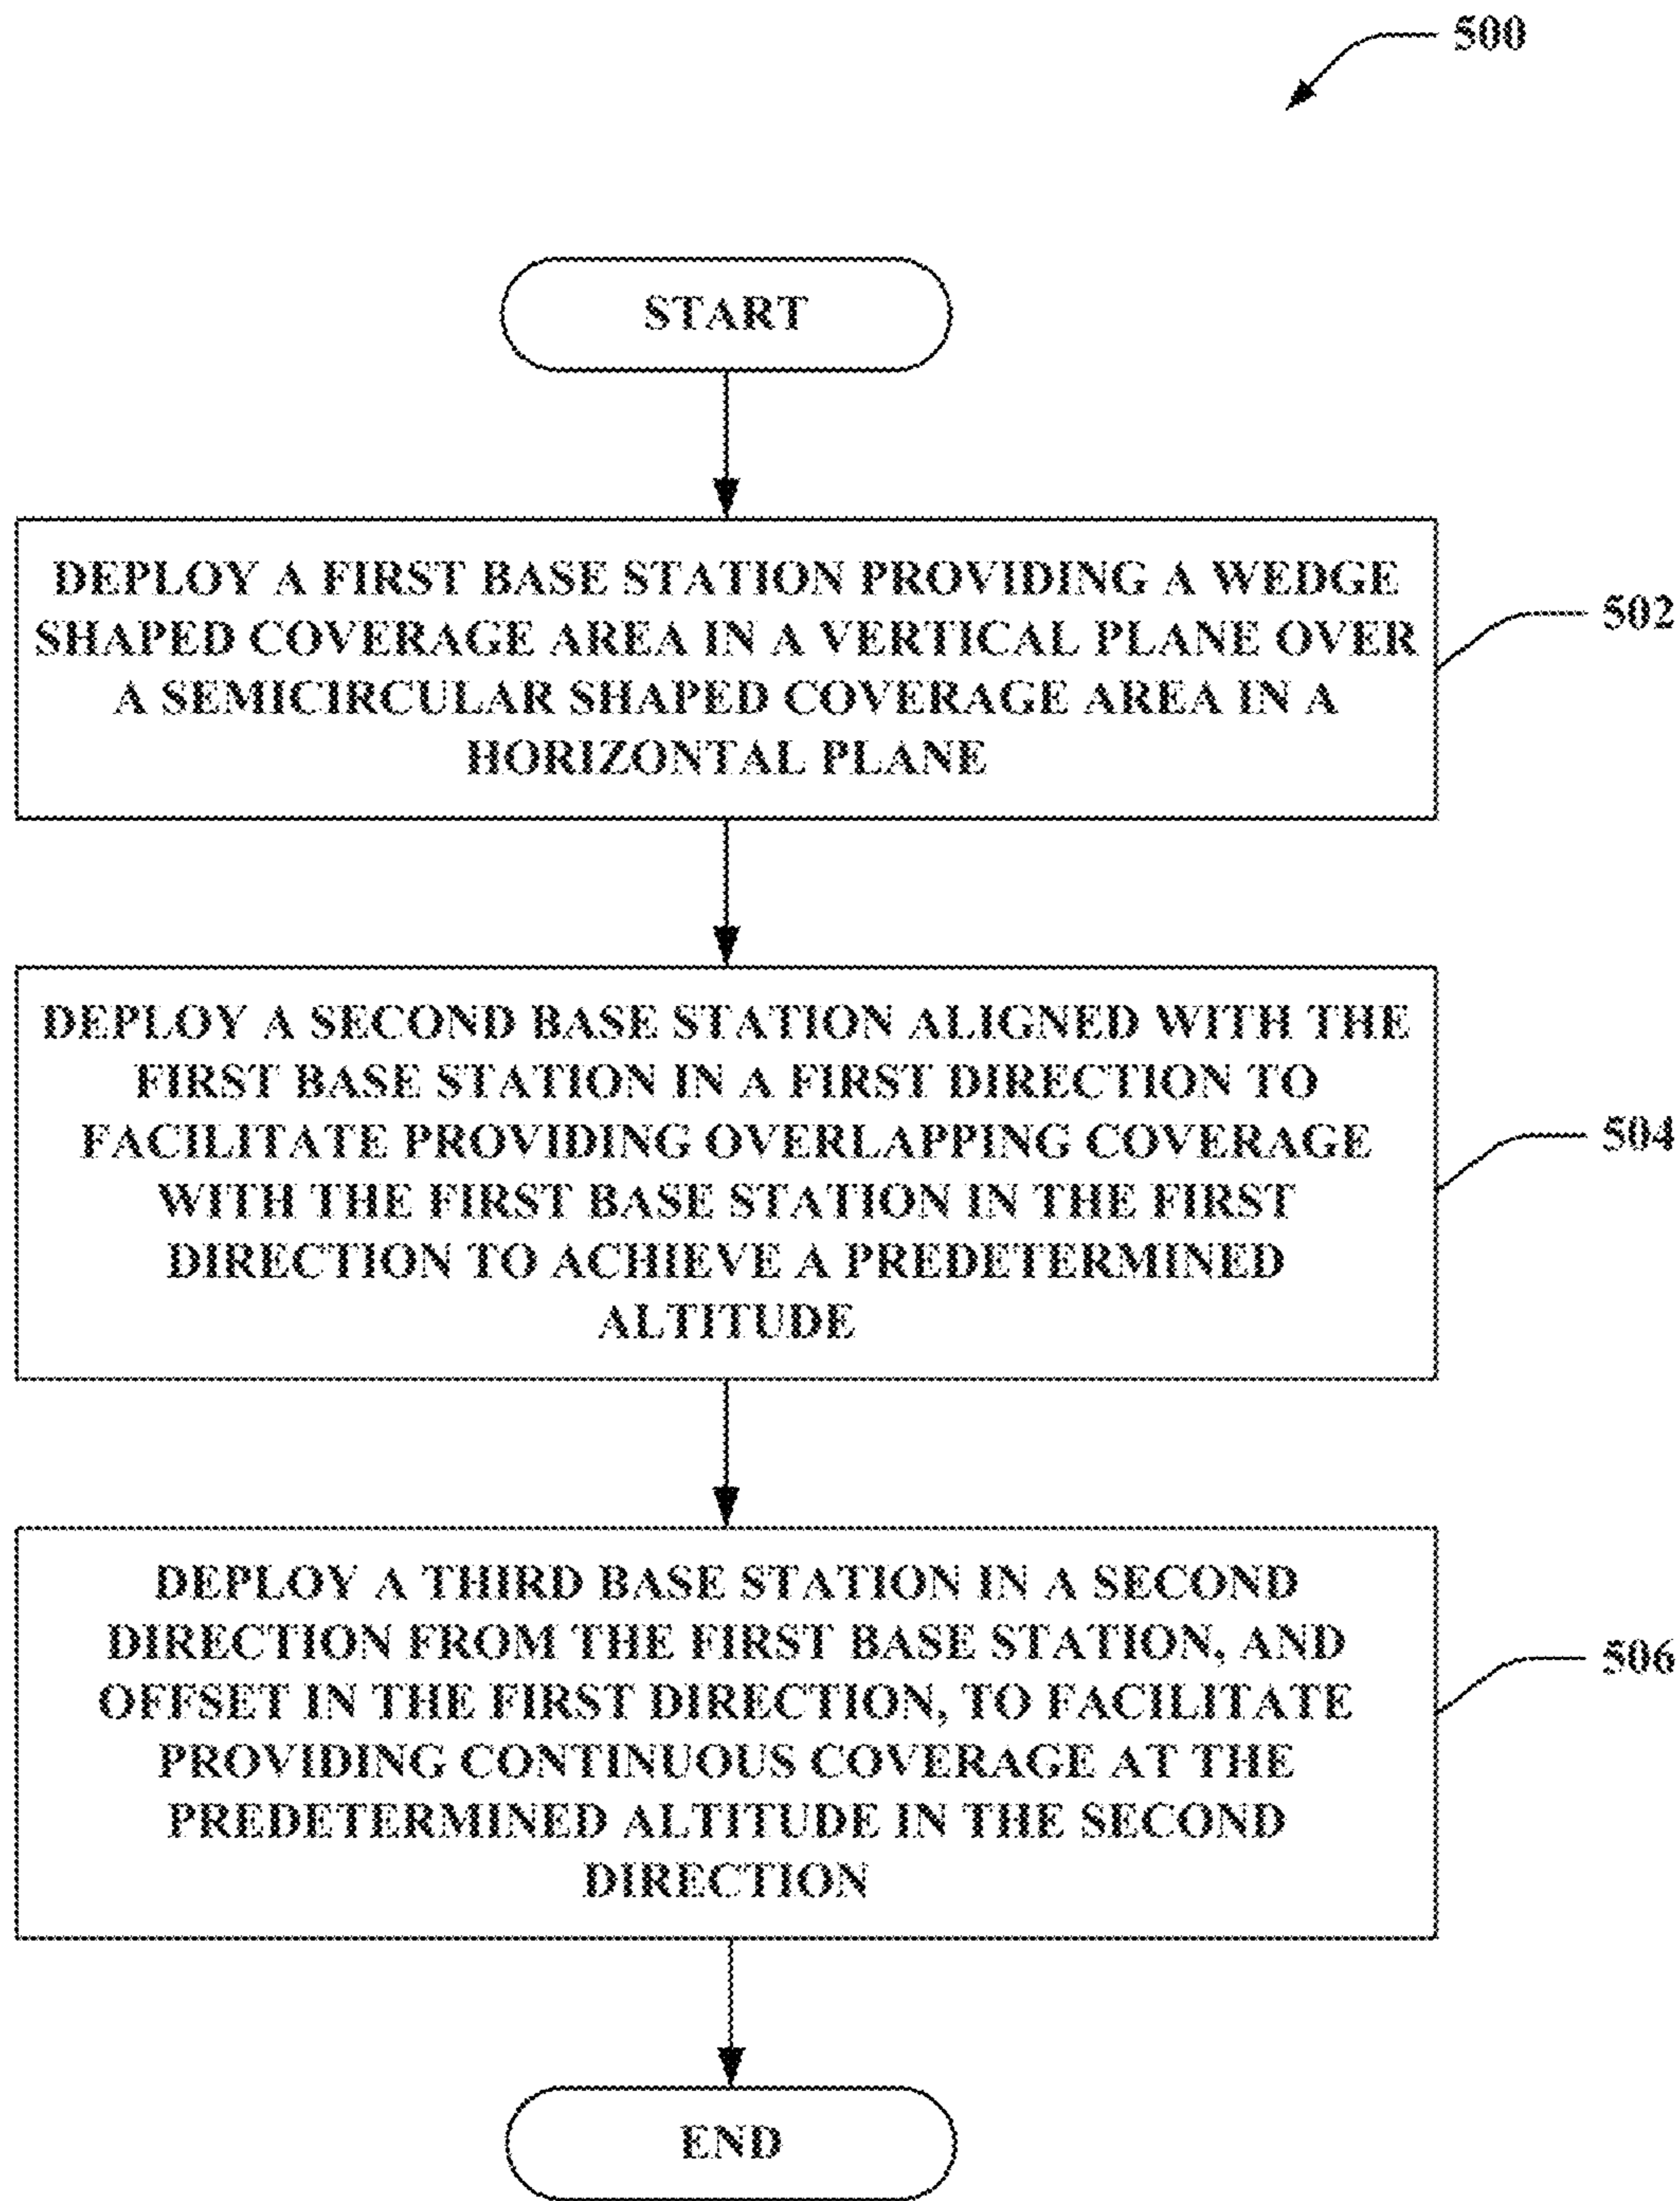 500
START
DEPLOY A FIRST BASE STATION PROVIDING A WEDGE
SHAPED COVERAGE AREA IN A VERTICAL PLANE OVER
A SEMICIRCULAR SHAPED COVERAGE AREA IN A
HORIZONTAL PLANE
502
DEPLOY A SECOND BASE STATION ALIGNED WITH THE
FIRST BASE STATION IN A FIRST DIRECTION TO
FACILITATE PROVIDING OVERLAPPING COVERAGE
WITH THE FIRST BASE STATION IN THE FIRST
DIRECTION TO ACHIEVE A PREDETERMINED
ALTITUDE
504
DEPLOY A THIRD BASE STATION IN A SECOND
DIRECTION FROM THE FIRST BASE STATION, AND
OFFSET IN THE FIRST DIRECTION, TO FACILITATE
PROVIDING CONTINUOUS COVERAGE AT THE
PREDETERMINED ALTITUDE IN THE SECOND
DIRECTION
506
END